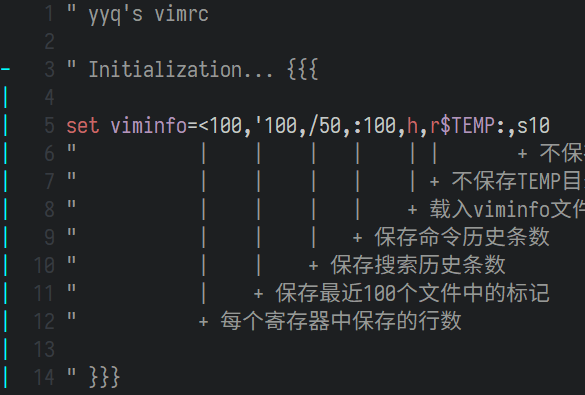 1 " yyq's vimrc
2
- 3 " Initialization... {{{
| 4
| 5 set viminfo=<100,'100,/50,:100,h,r$TEMP:,s10
| 6 "           |    |    |   |    | |       + 不保
| 7 "           |    |    |   |    | + 不保存TEMP目
| 8 "           |    |    |   |    + 载入viminfo文件
| 9 "           |    |    |   + 保存命令历史条数
| 10 "           |    |    + 保存搜索历史条数
| 11 "           |    + 保存最近100个文件中的标记
| 12 "           + 每个寄存器中保存的行数
| 13
| 14 " }}}